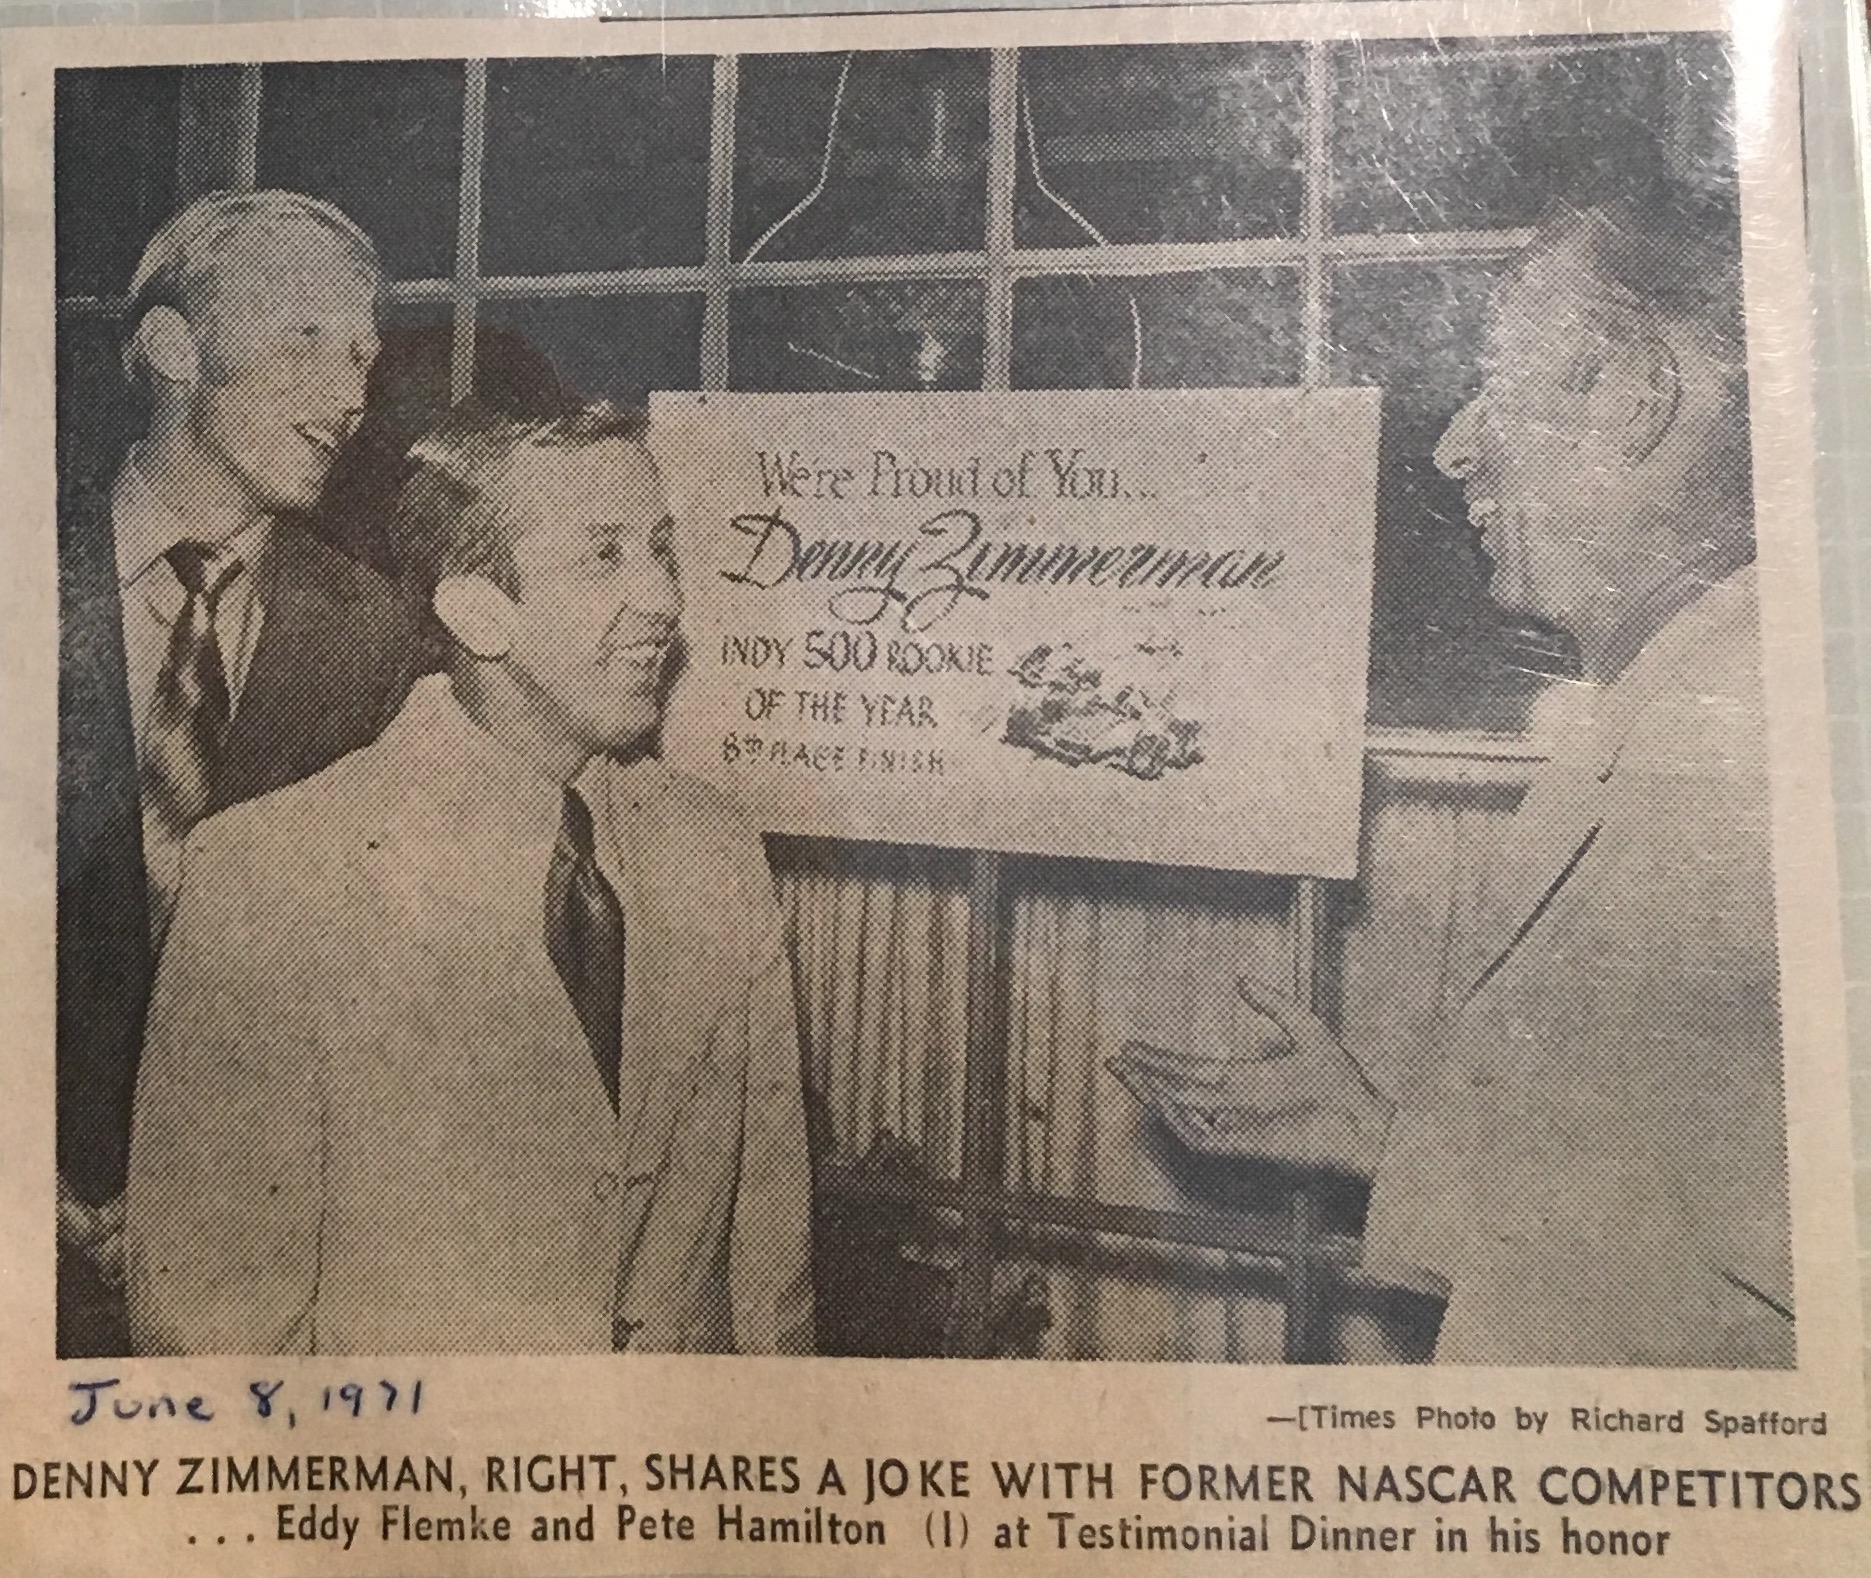 We're Proud of You...
Denny Zimmerman
INDY 500 ROOKIE
OF THE YEAR
8TH PLACE FINISH
June 8, 1971
—[Times Photo by Richard Spafford
DENNY ZIMMERMAN, RIGHT, SHARES A JOKE WITH FORMER NASCAR COMPETITORS
. . . Eddy Flemke and Pete Hamilton (l) at Testimonial Dinner in his honor